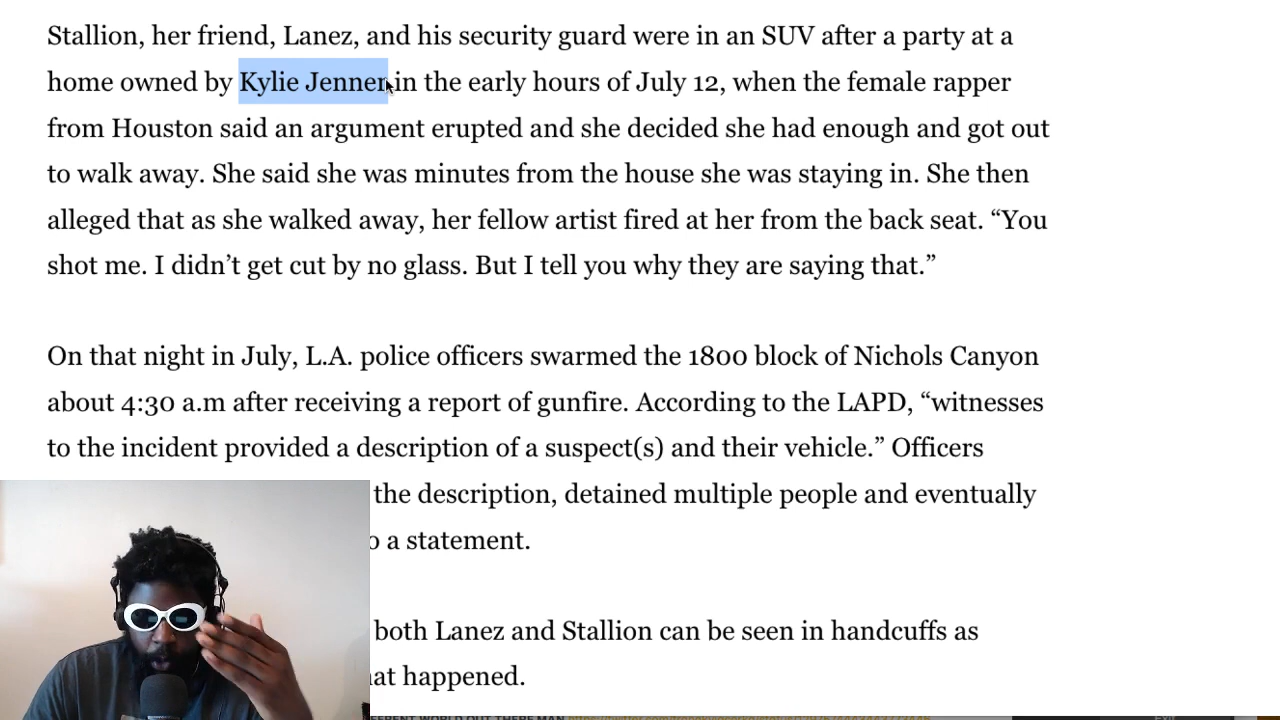 Stallion, her friend, Lanez, and his security guard were in an SUV after a party at a
home owned by Kylie Jenner in the early hours of July 12, when the female rapper
from Houston said an argument erupted and she decided she had enough and got out
to walk away. She said she was minutes from the house she was staying in. She then
alleged that as she walked away, her fellow artist fired at her from the back seat. “You
shot me. I didn’t get cut by no glass. But I tell you why they are saying that.”
On that night in July, L.A. police officers swarmed the 1800 block of Nichols Canyon
about 4:30 a.m after receiving a report of gunfire. According to the LAPD, “witnesses
to the incident provided a description of a suspect(s) and their vehicle.” Officers
the description, detained multiple people and eventually
a statement.
both Lanez and Stallion can be seen in handcuffs as
happened.